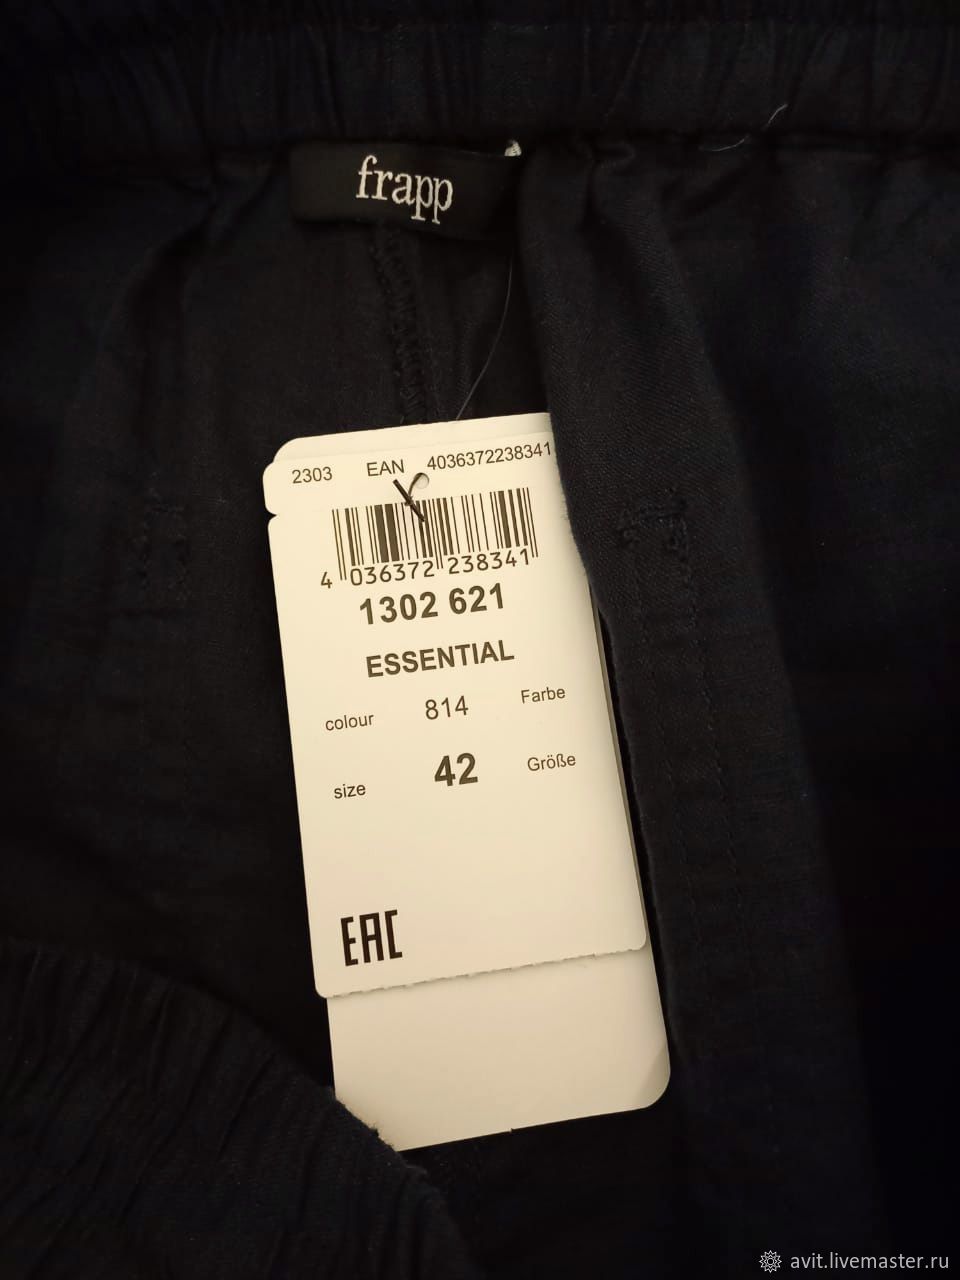 frapp
2303 EAN 4036372238341
4 036372 238341
1302 621
ESSENTIAL
colour 814 Farbe
size 42 Größe
EAC
avit.livemaster.ru